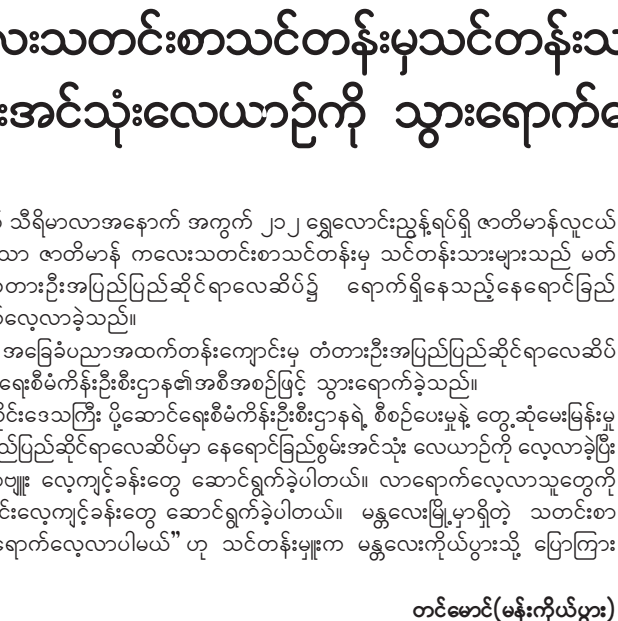 လေးသတင်းစာသင်တန်းမှသင်တန်းသ
းအင်သုံးလေယာဉ်ကို သွားရောက်လေ
သီရိမာလာအနောက် အကွက် ၂၁၂ ရွှေလောင်းညွန့်ရပ်ရှိ ဇာတိမာန်လူငယ်
သော ဇာတိမာန် ကလေးသတင်းစာသင်တန်းမှ သင်တန်းသားများသည် မတ်
တံတားဦးအပြည်ပြည်ဆိုင်ရာလေဆိပ်၌ ရောက်ရှိနေသည့်နေရောင်ခြည်
လေ့လာခဲ့သည်။
အခြေခံပညာအထက်တန်းကျောင်းမှ တံတားဦးအပြည်ပြည်ဆိုင်ရာလေဆိပ်
ရေးစီမံကိန်းဦးစီးဌာန၏အစီအစဉ်ဖြင့် သွားရောက်ခဲ့သည်။
ိုင်းဒေသကြီး ပို့ဆောင်ရေးစီမံကိန်းဦးစီးဌာနရဲ့ စီစဉ်ပေးမှုနဲ့ တွေ့ဆုံမေးမြန်းမှု
ည်ပြည်ဆိုင်ရာလေဆိပ်မှာ နေရောင်ခြည်စွမ်းအင်သုံး လေယာဉ်ကို လေ့လာခဲ့ပြီး
ဗျူး လေ့ကျင့်ခန်းတွေ ဆောင်ရွက်ခဲ့ပါတယ်။ လာရောက်လေ့လာသူတွေကို
င်းလေ့ကျင့်ခန်းတွေ ဆောင်ရွက်ခဲ့ပါတယ်။ မန္တလေးမြို့မှာရှိတဲ့ သတင်းစာ
ရောက်လေ့လာပါမယ်” ဟု သင်တန်းမှူးက မန္တလေးကိုယ်ပွားသို့ ပြောကြား
တင်မောင်(မန်းကိုယ်ပွား)